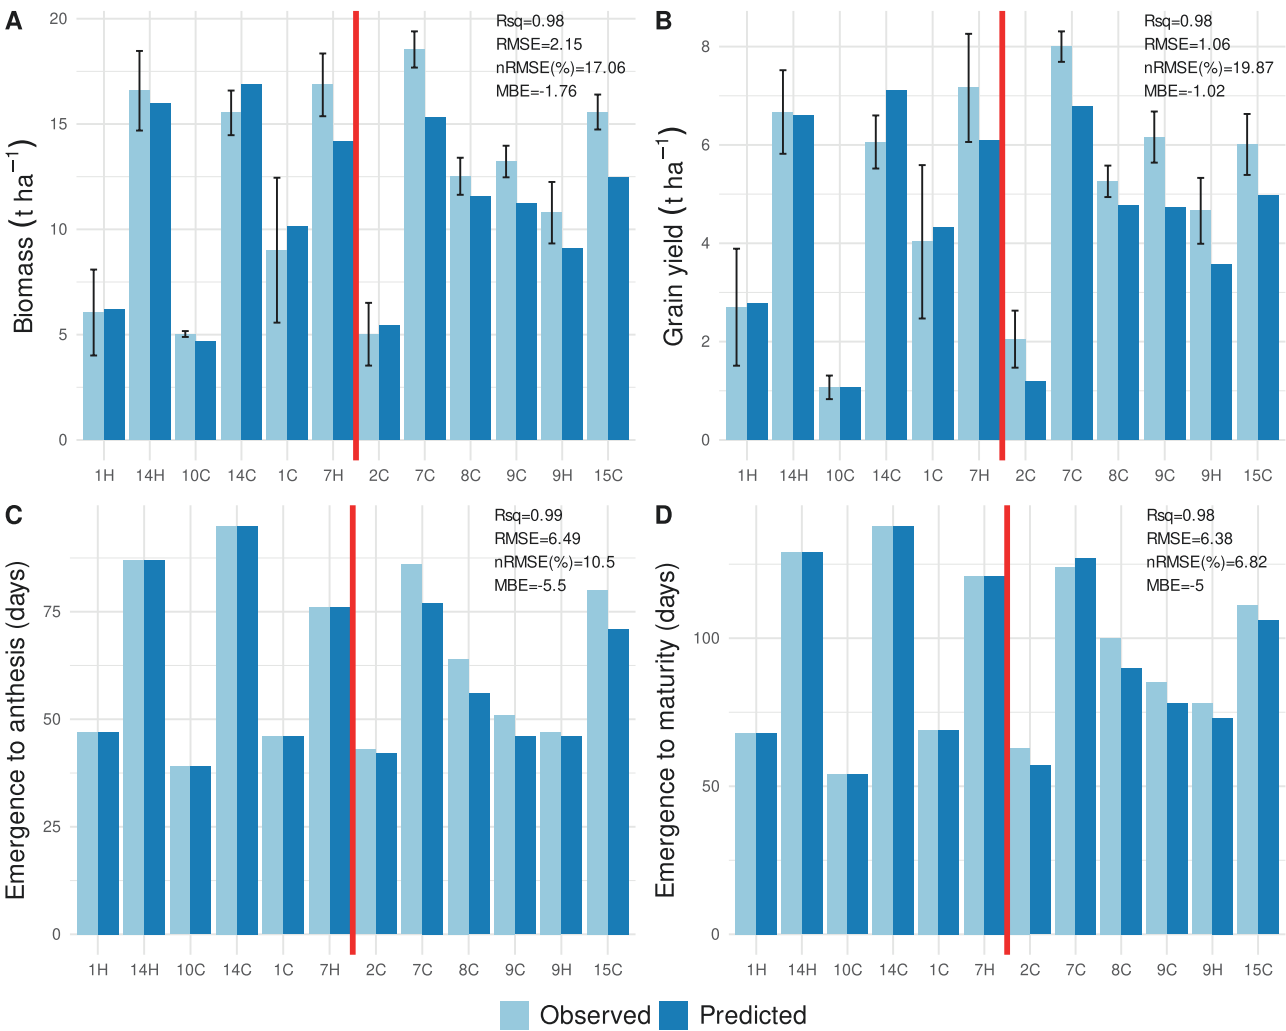 A
Rsq=0.98
RMSE=2.15
nRMSE(%)=17.06
MBE=-1.76
Biomass (t ha−1)
20
15
10
5
0
1H 14H 10C 14C 1C 7H 2C 7C 8C 9C 9H 15C
B
Rsq=0.98
RMSE=1.06
nRMSE(%)=19.87
MBE=-1.02
Grain yield (t ha−1)
8
6
4
2
0
1H 14H 10C 14C 1C 7H 2C 7C 8C 9C 9H 15C
C
Rsq=0.99
RMSE=6.49
nRMSE(%)=10.5
MBE=-5.5
Emergence to anthesis (days)
75
50
25
0
1H 14H 10C 14C 1C 7H 2C 7C 8C 9C 9H 15C
D
Rsq=0.98
RMSE=6.38
nRMSE(%)=6.82
MBE=-5
Emergence to maturity (days)
100
50
0
1H 14H 10C 14C 1C 7H 2C 7C 8C 9C 9H 15C
Observed Predicted